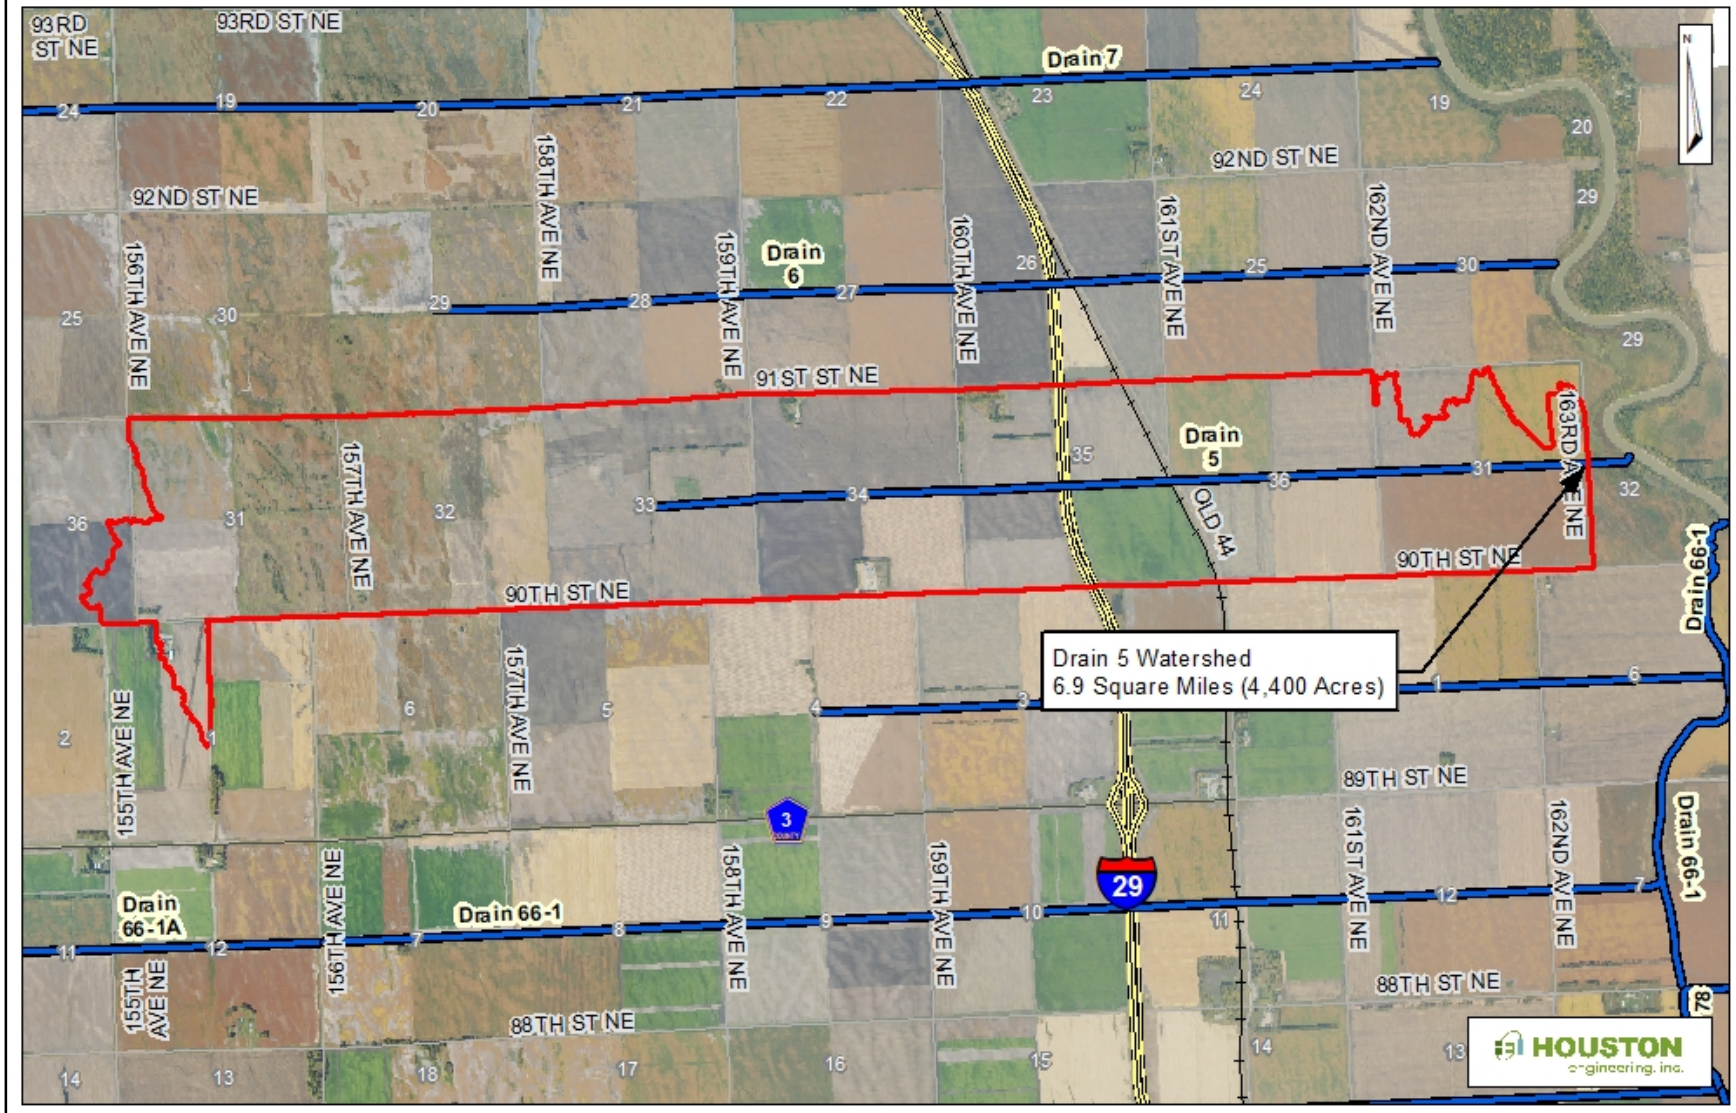 93RD
ST NE
93RD ST NE
Drain 7
N
24
19
20
21
22
23
24
19
20
92ND ST NE
158TH AVE NE
92ND ST NE
156TH AVE NE
159TH AVE NE
Drain
6
160TH AVE NE
161ST AVE NE
162ND AVE NE
29
25
30
29
28
27
26
25
30
29
91ST ST NE
163RD AVE NE
Drain
5
36
31
157TH AVE NE
32
33
34
35
36
31
32
OLD 44
90TH ST NE
90TH ST NE
Drain 66-1
Drain 5 Watershed
6.9 Square Miles (4,400 Acres)
155TH AVE NE
157TH AVE NE
2
1
6
5
4
3
1
6
89TH ST NE
3
COUNTY
29
156TH AVE NE
158TH AVE NE
159TH AVE NE
161ST AVE NE
162ND AVE NE
Drain 66-1
Drain
66-1A
Drain 66-1
11
12
7
8
9
10
11
12
7
155TH
AVE NE
88TH ST NE
88TH ST NE
78
14
13
18
17
16
15
14
13
HOUSTON
engineering, inc.